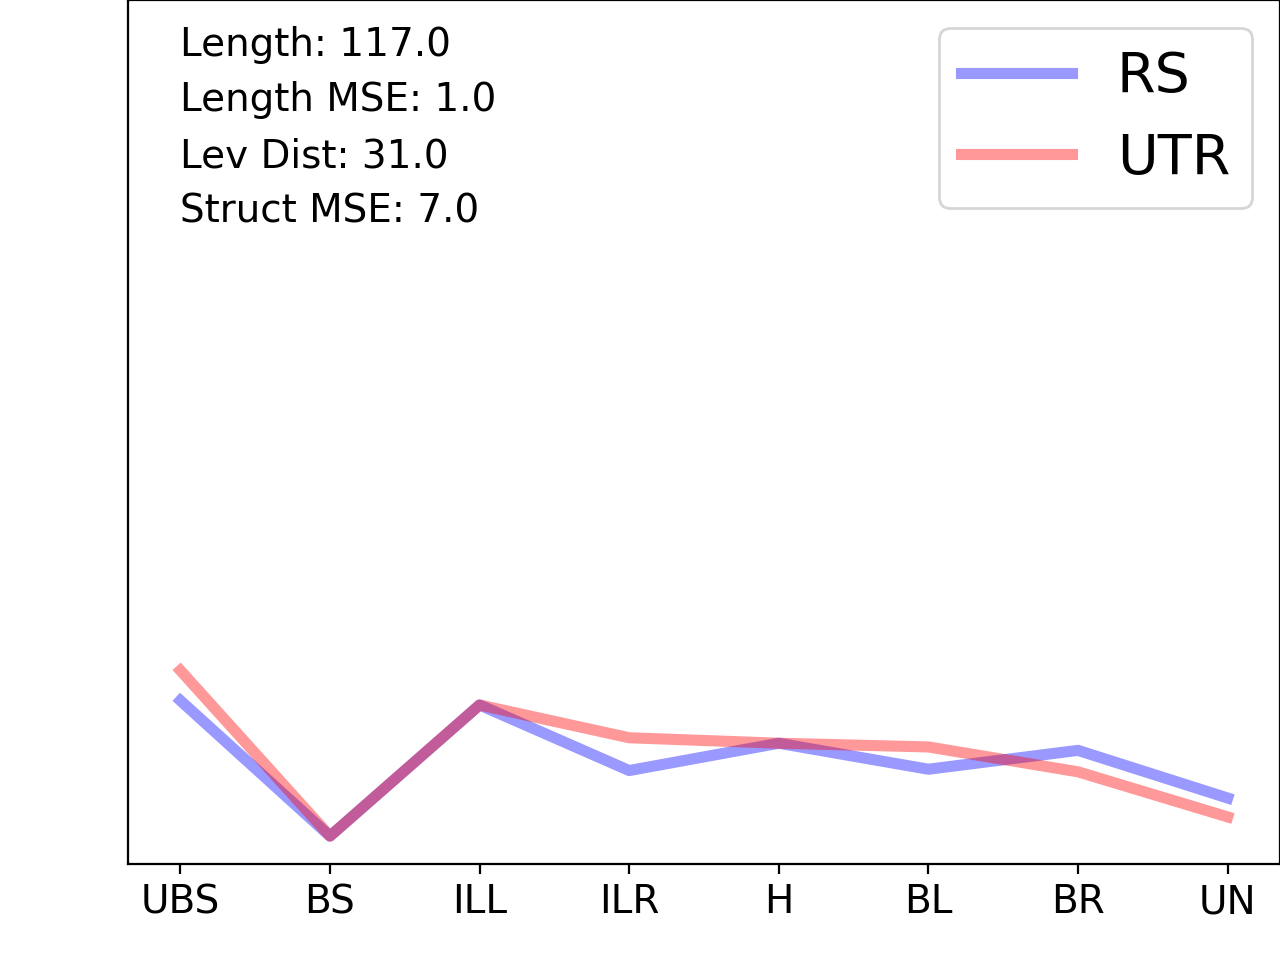 Length: 117.0
Length MSE: 1.0
Lev Dist: 31.0
Struct MSE: 7.0
RS
UTR
UBS BS ILL ILR H BL BR UN